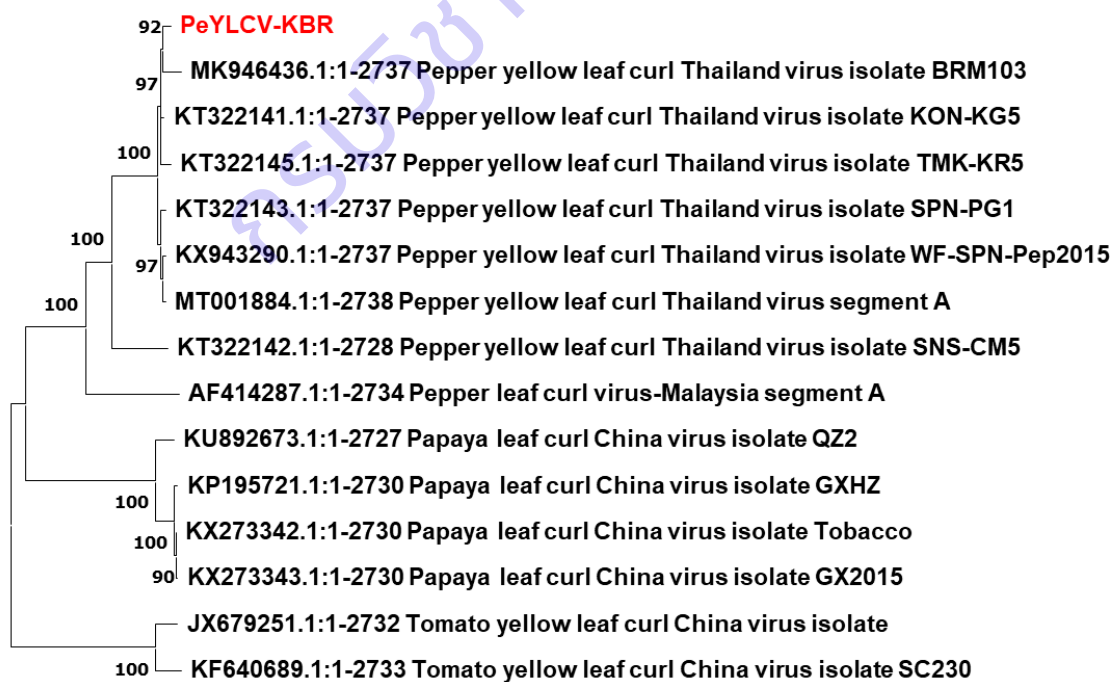 92
PeYLCV-KBR
MK946436.1:1-2737 Pepper yellow leaf curl Thailand virus isolate BRM103
97
KT322141.1:1-2737 Pepper yellow leaf curl Thailand virus isolate KON-KG5
100
KT322145.1:1-2737 Pepper yellow leaf curl Thailand virus isolate TMK-KR5
KT322143.1:1-2737 Pepper yellow leaf curl Thailand virus isolate SPN-PG1
100
KX943290.1:1-2737 Pepper yellow leaf curl Thailand virus isolate WF-SPN-Pep2015
97
MT001884.1:1-2738 Pepper yellow leaf curl Thailand virus segment A
100
KT322142.1:1-2728 Pepper yellow leaf curl Thailand virus isolate SNS-CM5
AF414287.1:1-2734 Pepper leaf curl virus-Malaysia segment A
KU892673.1:1-2727 Papaya leaf curl China virus isolate QZ2
KP195721.1:1-2730 Papaya leaf curl China virus isolate GXHZ
100
KX273342.1:1-2730 Papaya leaf curl China virus isolate Tobacco
100
KX273343.1:1-2730 Papaya leaf curl China virus isolate GX2015
90
JX679251.1:1-2732 Tomato yellow leaf curl China virus isolate
KF640689.1:1-2733 Tomato yellow leaf curl China virus isolate SC230
100